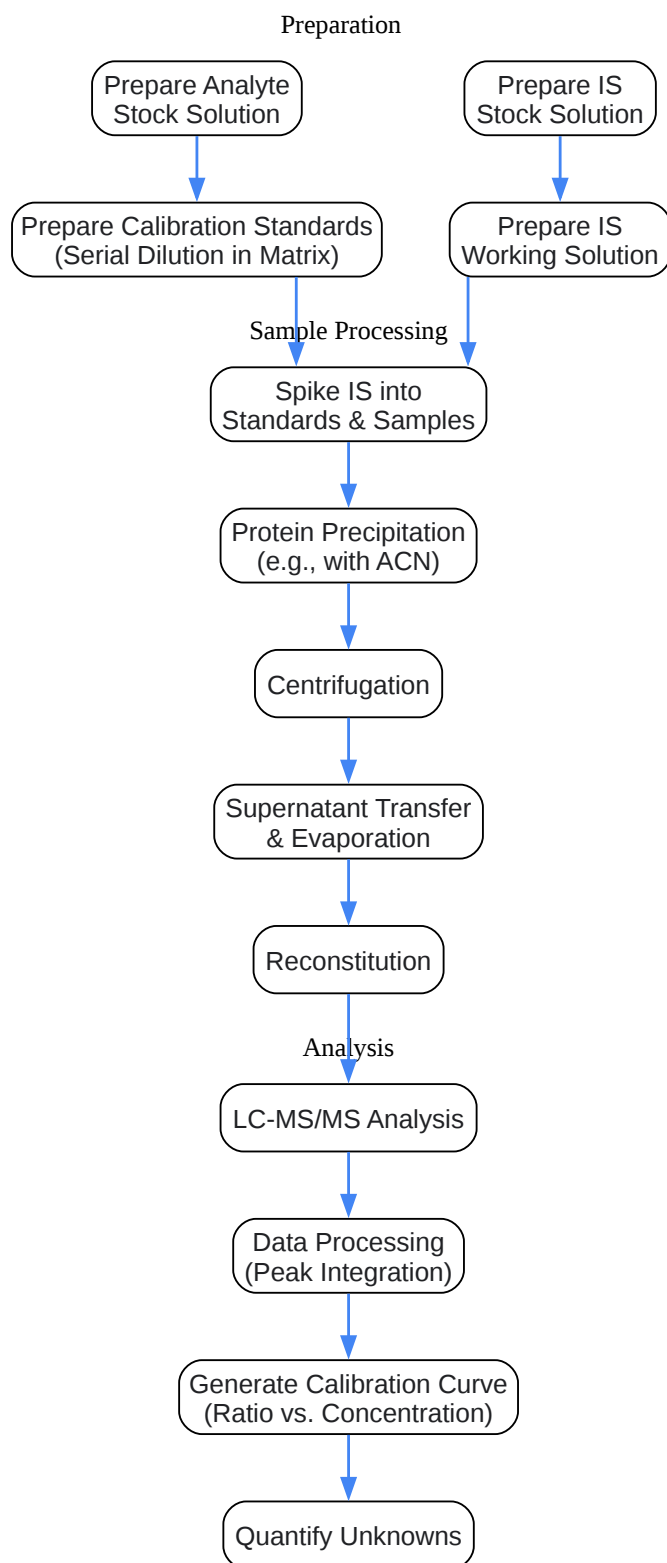 Preparation
Prepare Analyte
Stock Solution
Prepare IS
Stock Solution
Prepare Calibration Standards
(Serial Dilution in Matrix)
Prepare IS
Working Solution
Sample Processing
Spike IS into
Standards & Samples
Protein Precipitation
(e.g., with ACN)
Centrifugation
Supernatant Transfer
& Evaporation
Reconstitution
Analysis
LC-MS/MS Analysis
Data Processing
(Peak Integration)
Generate Calibration Curve
(Ratio vs. Concentration)
Quantify Unknowns